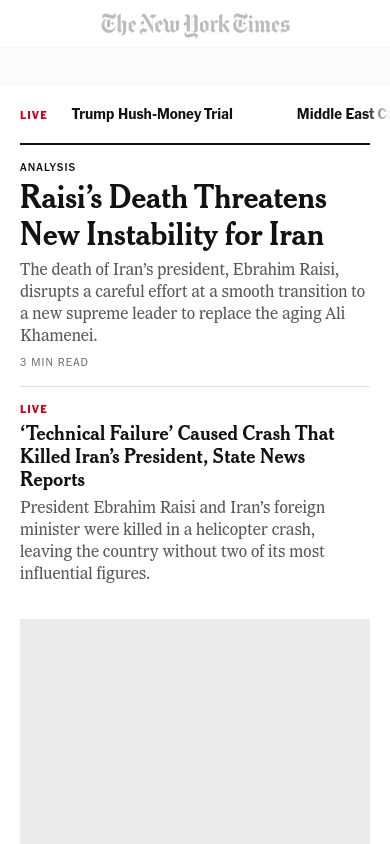 The New York Times
LIVE Trump Hush-Money Trial Middle East C
ANALYSIS
Raisi’s Death Threatens
New Instability for Iran
The death of Iran’s president, Ebrahim Raisi,
disrupts a careful effort at a smooth transition to
a new supreme leader to replace the aging Ali
Khamenei.
3 MIN READ
LIVE
‘Technical Failure’ Caused Crash That
Killed Iran’s President, State News
Reports
President Ebrahim Raisi and Iran’s foreign
minister were killed in a helicopter crash,
leaving the country without two of its most
influential figures.